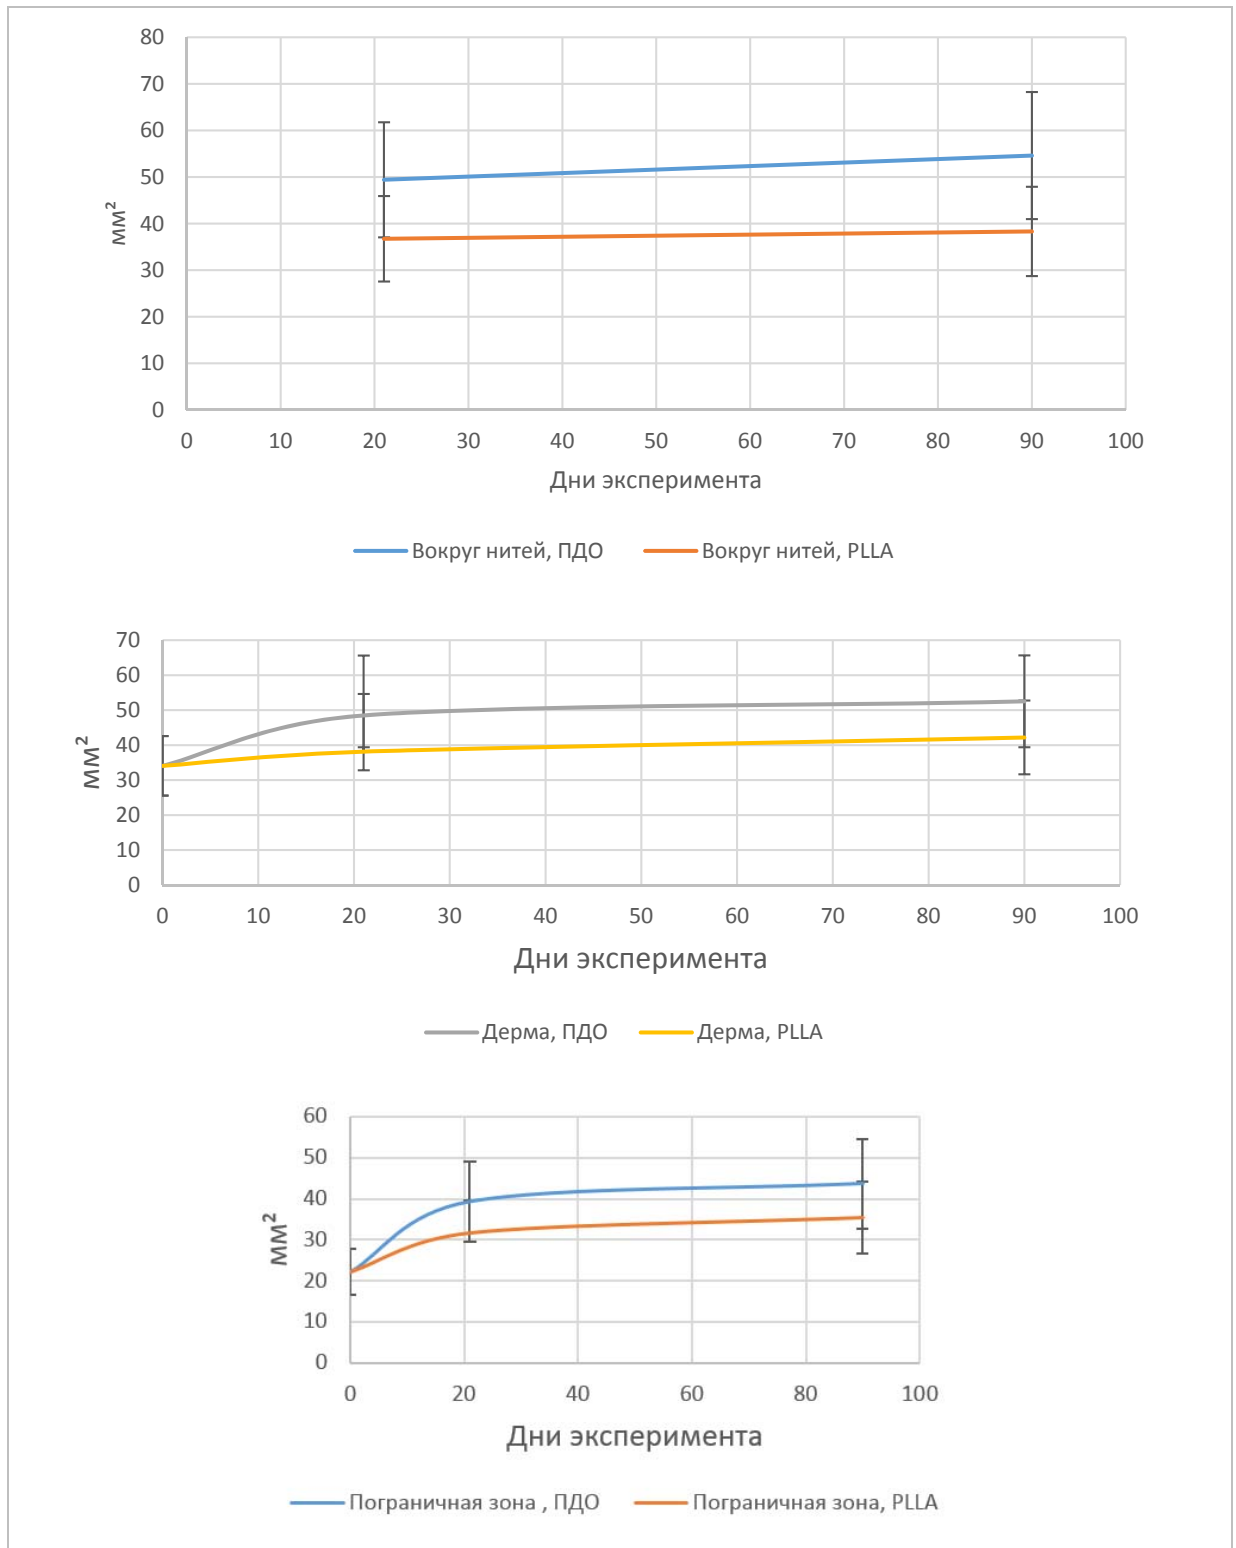 80
70
60
50
40
30
20
10
0
мм²
0 10 20 30 40 50 60 70 80 90 100
Дни эксперимента
Вокруг нитей, ПДО Вокруг нитей, PLLA
70
60
50
40
30
20
10
0
мм²
0 10 20 30 40 50 60 70 80 90 100
Дни эксперимента
Дерма, ПДО Дерма, PLLA
60
50
40
30
20
10
0
мм²
0 20 40 60 80 100
Дни эксперимента
Пограничная зона , ПДО Пограничная зона, PLLA